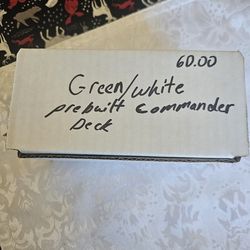 60.00
Green/white
prebuilt commander
Deck